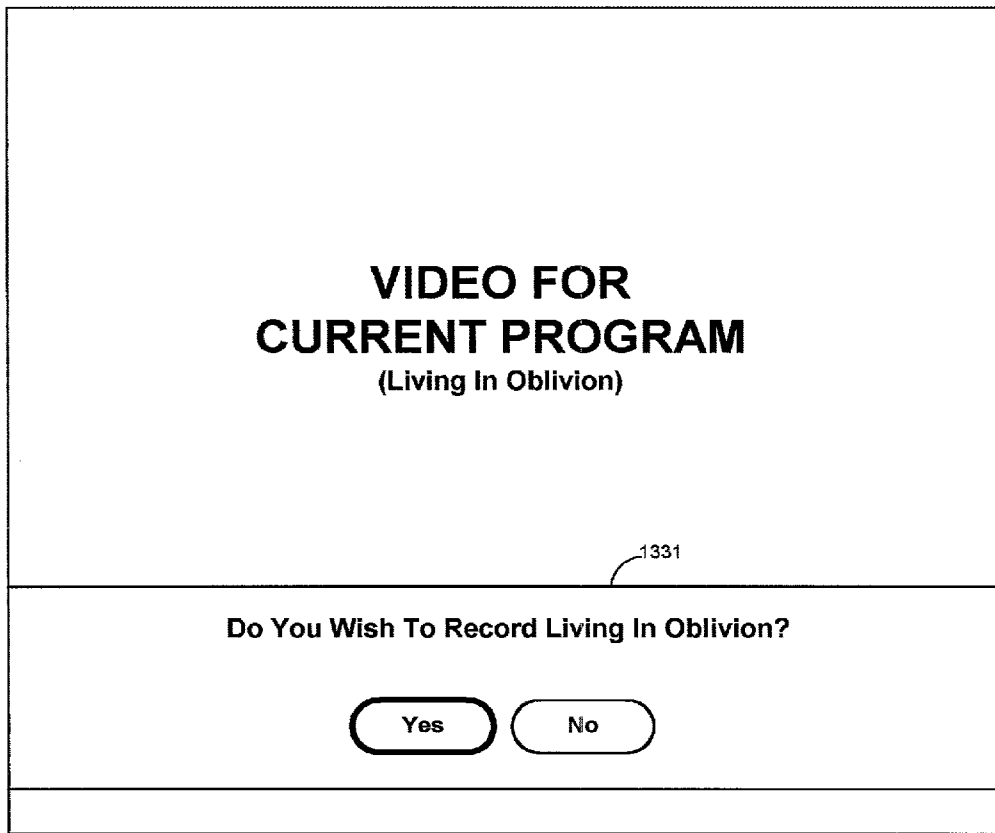 VIDEO FOR
CURRENT PROGRAM
(Living In Oblivion)
1331
Do You Wish To Record Living In Oblivion?
Yes No